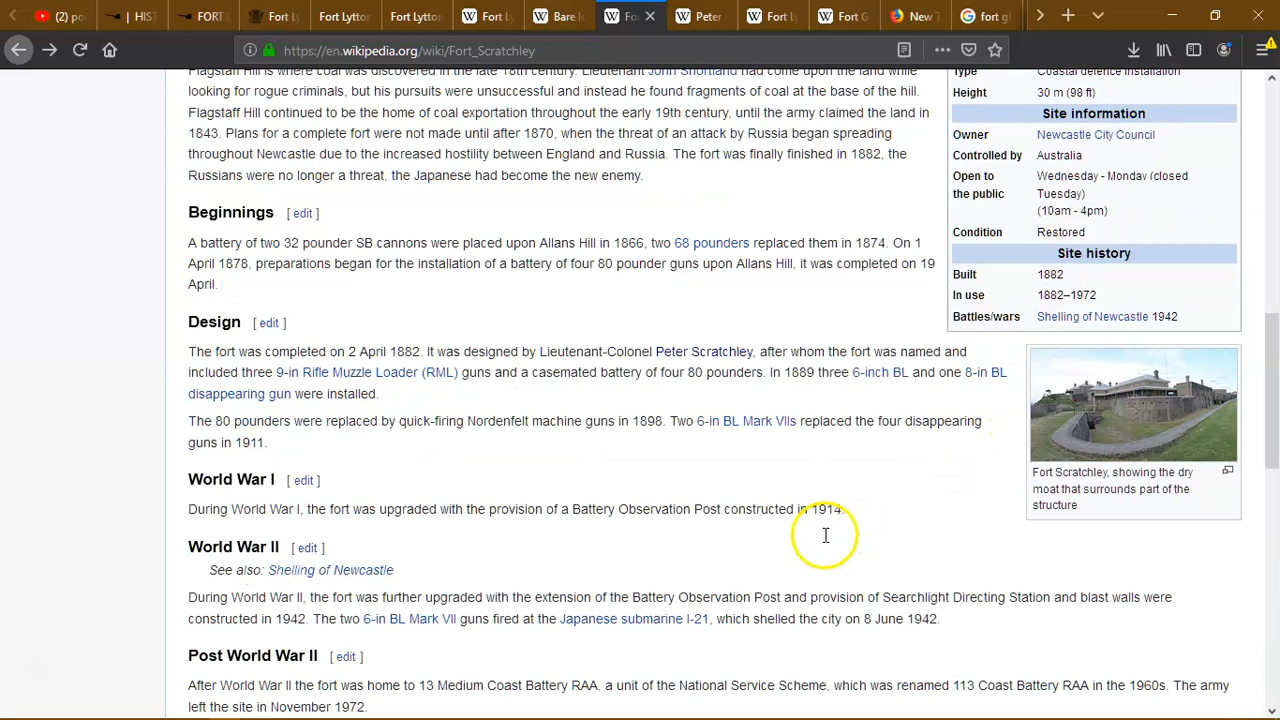 (2) po
| HIST
FORT L
Fort Ly
Fort Lytton
Fort Lytton
Fort Ly
Bare Is
Fo
Peter
Fort Ly
Fort G
New T
fort gl
https://en.wikipedia.org/wiki/Fort_Scratchley
Flagstaff Hill is where coal was discovered in the late 18th century. Lieutenant John Shortland had come upon the land while
looking for rogue criminals, but his pursuits were unsuccessful and instead he found fragments of coal at the base of the hill.
Flagstaff Hill continued to be the home of coal exportation throughout the early 19th century, until the army claimed the land in
1843. Plans for a complete fort were not made until after 1870, when the threat of an attack by Russia began spreading
throughout Newcastle due to the increased hostility between England and Russia. The fort was finally finished in 1882, the
Russians were no longer a threat, the Japanese had become the new enemy.
Beginnings [ edit ]
A battery of two 32 pounder SB cannons were placed upon Allans Hill in 1866, two 68 pounders replaced them in 1874. On 1
April 1878, preparations began for the installation of a battery of four 80 pounder guns upon Allans Hill, it was completed on 19
April.
Design [ edit ]
The fort was completed on 2 April 1882. It was designed by Lieutenant-Colonel Peter Scratchley, after whom the fort was named and
included three 9-in Rifle Muzzle Loader (RML) guns and a casemated battery of four 80 pounders. In 1889 three 6-inch BL and one 8-in BL
disappearing gun were installed.
The 80 pounders were replaced by quick-firing Nordenfelt machine guns in 1898. Two 6-in BL Mark VIIs replaced the four disappearing
guns in 1911.
World War I [ edit ]
During World War I, the fort was upgraded with the provision of a Battery Observation Post constructed in 1914.
World War II [ edit ]
See also: Shelling of Newcastle
During World War II, the fort was further upgraded with the extension of the Battery Observation Post and provision of Searchlight Directing Station and blast walls were
constructed in 1942. The two 6-in BL Mark VII guns fired at the Japanese submarine I-21, which shelled the city on 8 June 1942.
Post World War II [ edit ]
After World War II the fort was home to 13 Medium Coast Battery RAA, a unit of the National Service Scheme, which was renamed 113 Coast Battery RAA in the 1960s. The army
left the site in November 1972.
Type Coastal defence installation
Height 30 m (98 ft)
Site information
Owner Newcastle City Council
Controlled by Australia
Open to the public Wednesday - Monday (closed
Tuesday)
(10am - 4pm)
Condition Restored
Site history
Built 1882
In use 1882–1972
Battles/wars Shelling of Newcastle 1942
Fort Scratchley, showing the dry
moat that surrounds part of the
structure